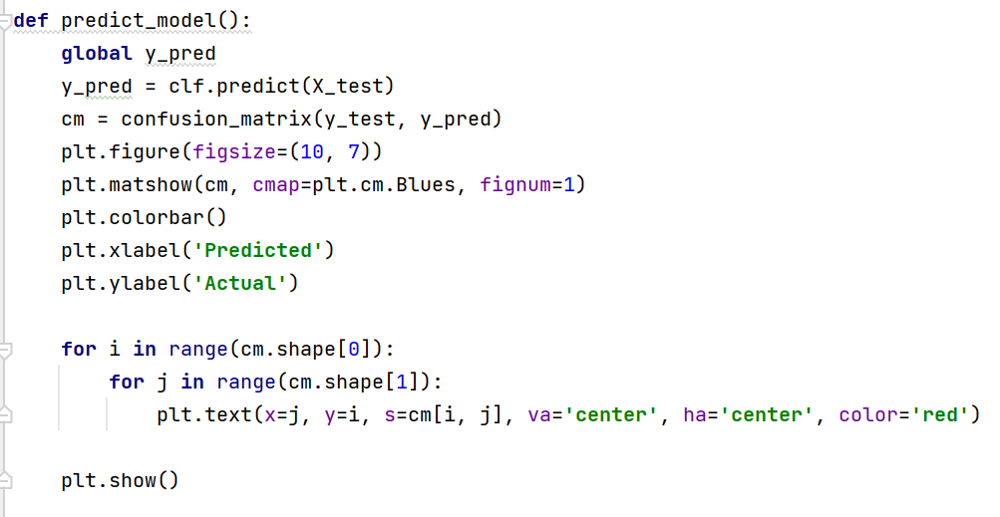 def predict_model():
    global y_pred
    y_pred = clf.predict(X_test)
    cm = confusion_matrix(y_test, y_pred)
    plt.figure(figsize=(10, 7))
    plt.matshow(cm, cmap=plt.cm.Blues, fignum=1)
    plt.colorbar()
    plt.xlabel('Predicted')
    plt.ylabel('Actual')

    for i in range(cm.shape[0]):
        for j in range(cm.shape[1]):
            plt.text(x=j, y=i, s=cm[i, j], va='center', ha='center', color='red')

    plt.show()